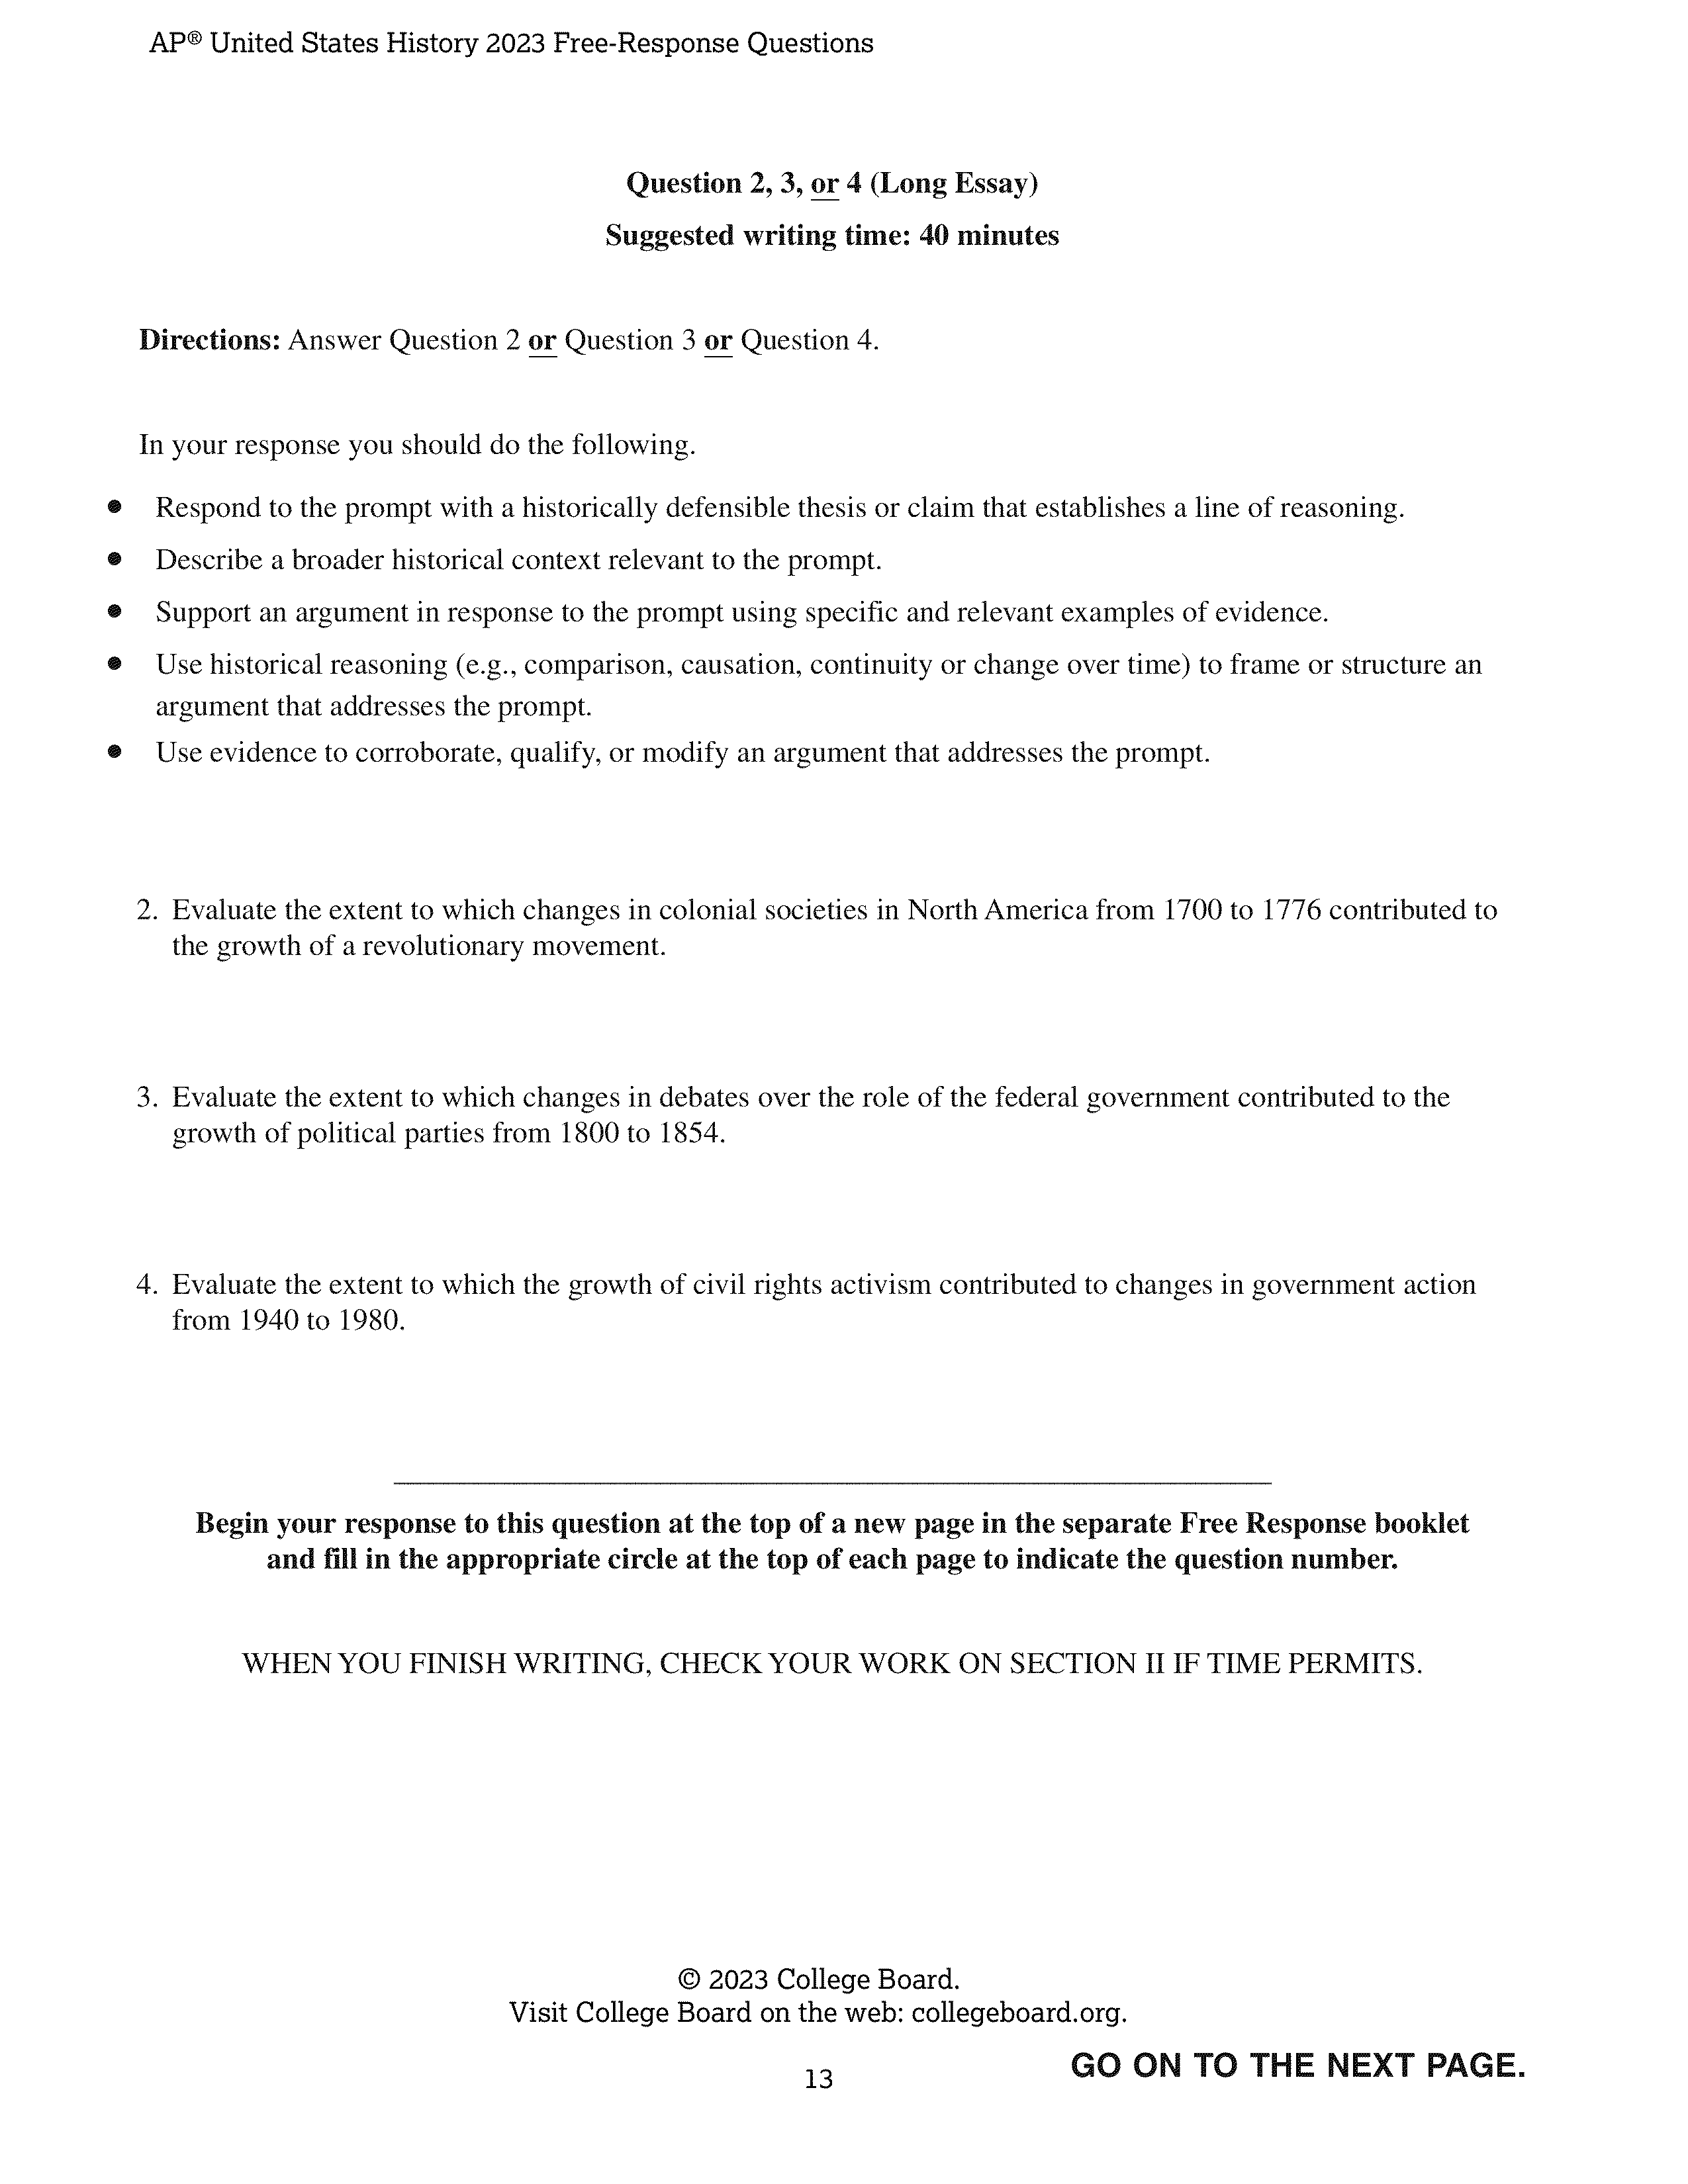 AP® United States History 2023 Free-Response Questions
Question 2, 3, or 4 (Long Essay)
Suggested writing time: 40 minutes
Directions: Answer Question 2 or Question 3 or Question 4.
In your response you should do the following.
• Respond to the prompt with a historically defensible thesis or claim that establishes a line of reasoning.
• Describe a broader historical context relevant to the prompt.
• Support an argument in response to the prompt using specific and relevant examples of evidence.
• Use historical reasoning (e.g., comparison, causation, continuity or change over time) to frame or structure an
argument that addresses the prompt.
• Use evidence to corroborate, qualify, or modify an argument that addresses the prompt.
2. Evaluate the extent to which changes in colonial societies in North America from 1700 to 1776 contributed to
the growth of a revolutionary movement.
3. Evaluate the extent to which changes in debates over the role of the federal government contributed to the
growth of political parties from 1800 to 1854.
4. Evaluate the extent to which the growth of civil rights activism contributed to changes in government action
from 1940 to 1980.
Begin your response to this question at the top of a new page in the separate Free Response booklet
and fill in the appropriate circle at the top of each page to indicate the question number.
WHEN YOU FINISH WRITING, CHECK YOUR WORK ON SECTION II IF TIME PERMITS.
© 2023 College Board.
Visit College Board on the web: collegeboard.org.
GO ON TO THE NEXT PAGE.
13